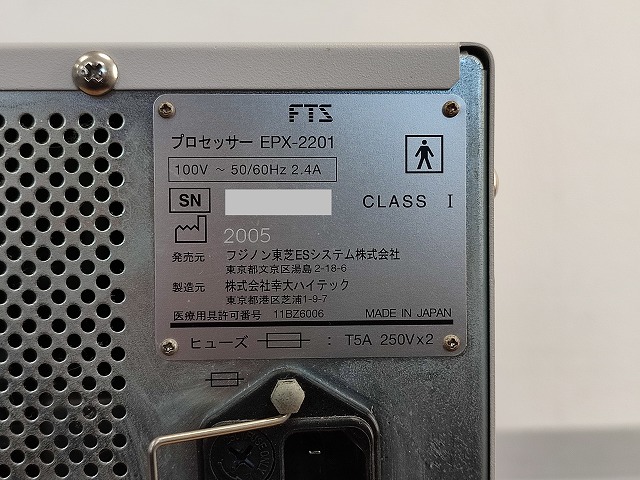 FTS
プロセッサー EPX-2201
100V ~ 50/60Hz 2.4A
SN
CLASS I
2005
発売元 フジノン東芝ESシステム株式会社
東京都文京区湯島2-18-6
製造元 株式会社幸大ハイテック
東京都港区芝浦1-9-7
医療用具許可番号 11BZ6006 MADE IN JAPAN
ヒューズ : T5A 250V×2